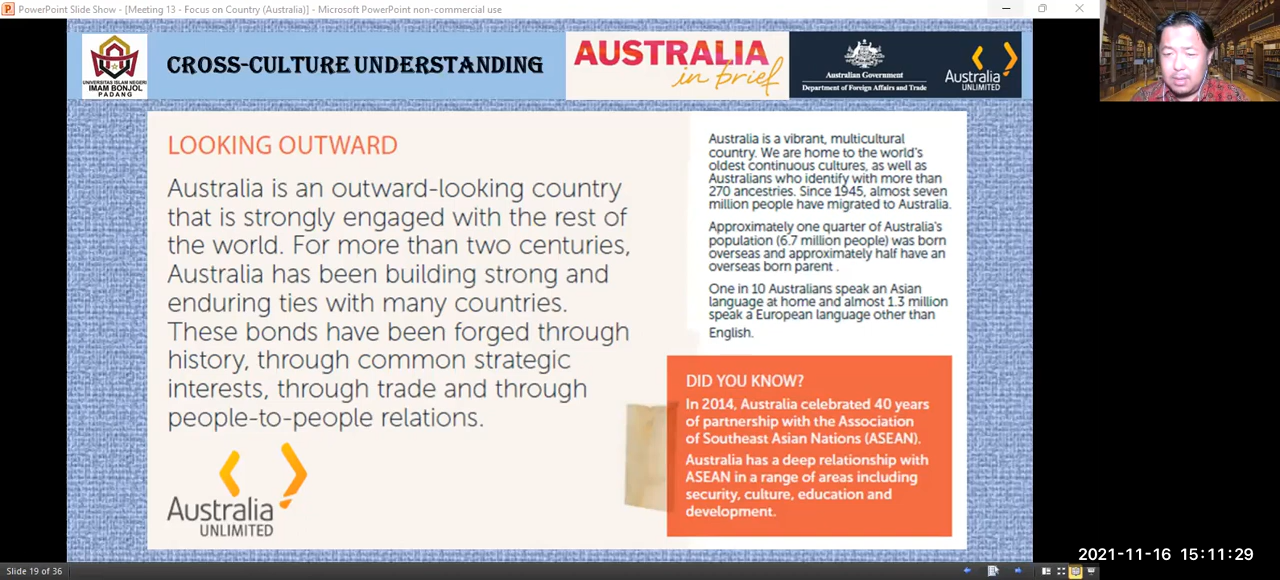 PowerPoint Slide Show - [Meeting 13 - Focus on Country (Australia)] - Microsoft PowerPoint non-commercial use
UNIVERSITAS ISLAM NEGERI
IMAM BONJOL
PADANG
CROSS-CULTURE UNDERSTANDING
AUSTRALIA
in brief
Australian Government
Department of Foreign Affairs and Trade
Australia
UNLIMITED
LOOKING OUTWARD
Australia is an outward-looking country
that is strongly engaged with the rest of
the world. For more than two centuries,
Australia has been building strong and
enduring ties with many countries.
These bonds have been forged through
history, through common strategic
interests, through trade and through
people-to-people relations.
Australia
UNLIMITED
Australia is a vibrant, multicultural
country. We are home to the world's
oldest continuous cultures, as well as
Australians who identify with more than
270 ancestries. Since 1945, almost seven
million people have migrated to Australia.
Approximately one quarter of Australia's
population (6.7 million people) was born
overseas and approximately half have an
overseas born parent .
One in 10 Australians speak an Asian
language at home and almost 1.3 million
speak a European language other than
English.
DID YOU KNOW?
In 2014, Australia celebrated 40 years
of partnership with the Association
of Southeast Asian Nations (ASEAN).
Australia has a deep relationship with
ASEAN in a range of areas including
security, culture, education and
development.
2021-11-16 15:11:29
Slide 19 of 36